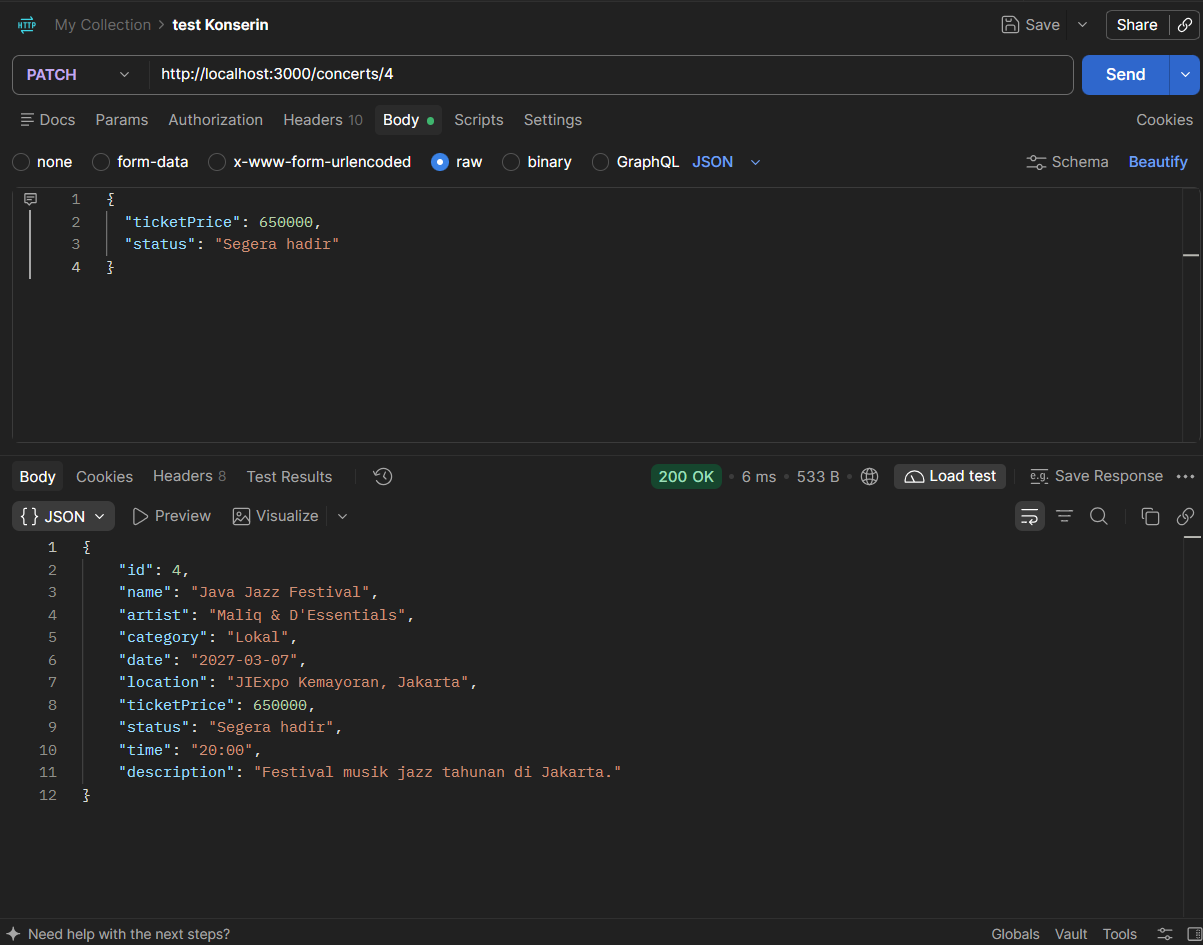 HTTP My Collection > test Konserin Save Share
PATCH http://localhost:3000/concerts/4 Send
Docs Params Authorization Headers 10 Body Scripts Settings Cookies
none form-data x-www-form-urlencoded raw binary GraphQL JSON Schema Beautify
1 {
2 "ticketPrice": 650000,
3 "status": "Segera hadir"
4 }
Body Cookies Headers 8 Test Results 200 OK • 6 ms • 533 B • Load test e.g. Save Response
{} JSON Preview Visualize
1 {
2 "id": 4,
3 "name": "Java Jazz Festival",
4 "artist": "Maliq & D'Essentials",
5 "category": "Lokal",
6 "date": "2027-03-07",
7 "location": "JIExpo Kemayoran, Jakarta",
8 "ticketPrice": 650000,
9 "status": "Segera hadir",
10 "time": "20:00",
11 "description": "Festival musik jazz tahunan di Jakarta."
12 }
Need help with the next steps? Globals Vault Tools